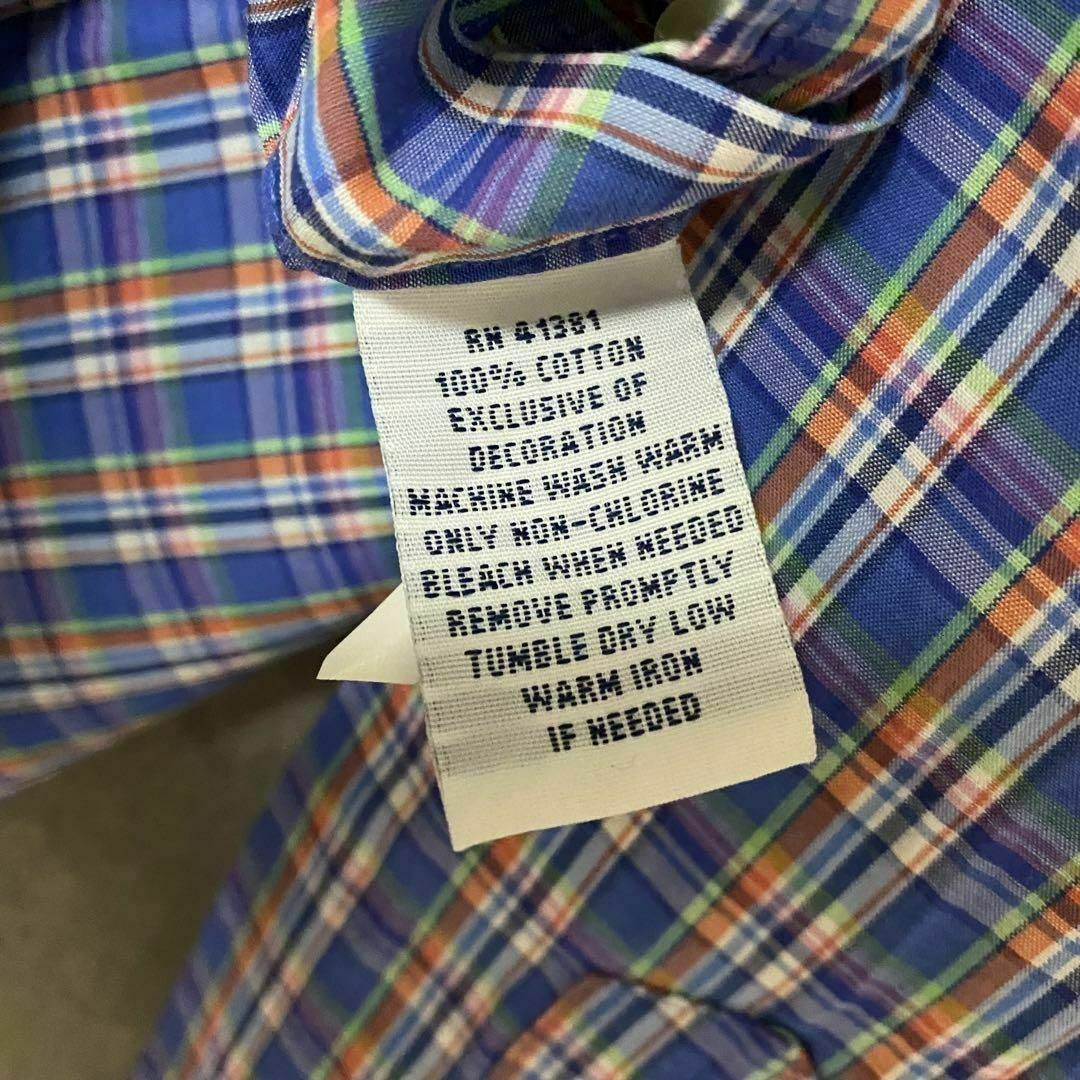 RN 41381
100% COTTON
EXCLUSIVE OF
DECORATION
MACHINE WASH WARM
ONLY NON-CHLORINE
BLEACH WHEN NEEDED
REMOVE PROMPTLY
TUMBLE DRY LOW
WARM IRON
IF NEEDED